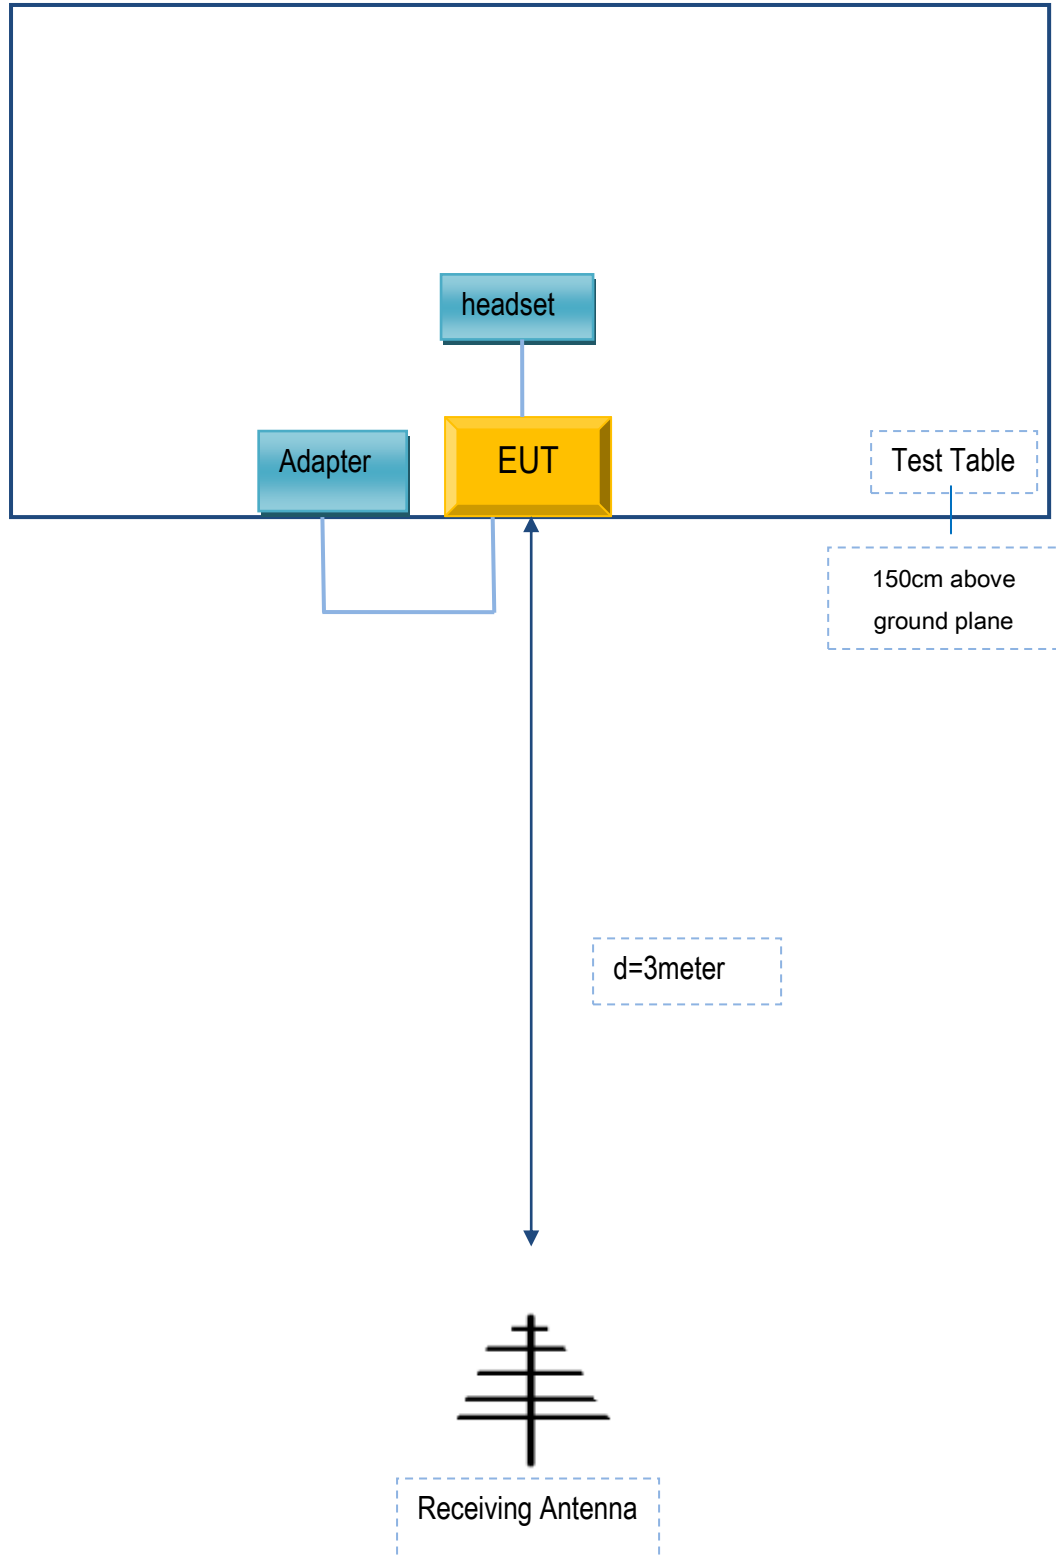 headset
Adapter
EUT
Test Table
150cm above
ground plane
d=3meter
Receiving Antenna